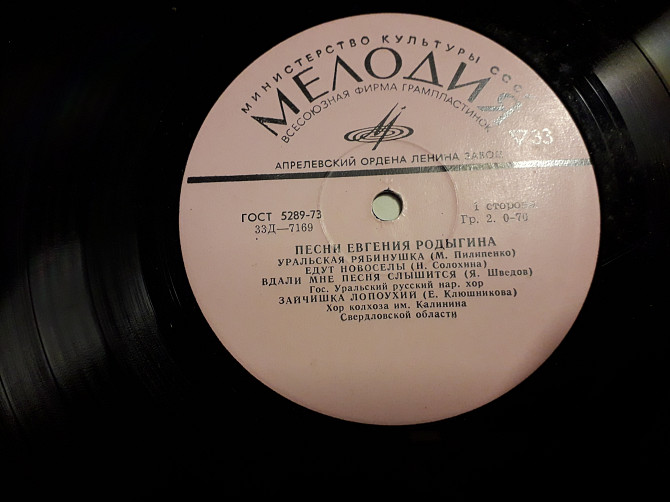 МИНИСТЕРСТВО КУЛЬТУРЫ СССР
МЕЛОДИЯ
ВСЕСОЮЗНАЯ ФИРМА ГРАМПЛАСТИНОК
33
АПРЕЛЕВСКИЙ ОРДЕНА ЛЕНИНА ЗАВОД
ГОСТ 5289-73
33Д—7169
1 сторона
Гр. 2. 0-70
ПЕСНИ ЕВГЕНИЯ РОДЫГИНА
УРАЛЬСКАЯ РЯБИНУШКА (М. Пилипенко)
ЕДУТ НОВОСЕЛЫ (Н. Солохина)
ВДАЛИ МНЕ ПЕСНЯ СЛЫШИТСЯ (Я. Шведов)
Гос. Уральский русский нар. хор
ЗАЙЧИШКА ЛОПОУХИЙ (Е. Клюшникова)
Хор колхоза им. Калинина
Свердловской области